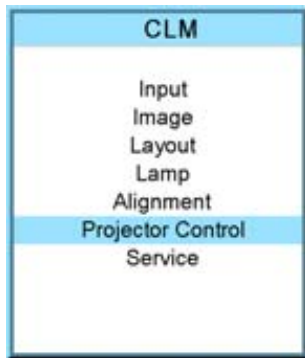 CLM
Input
Image
Layout
Lamp
Alignment
Projector Control
Service